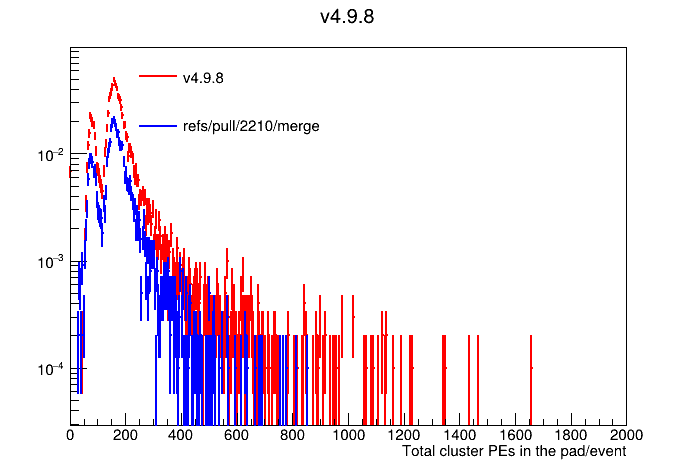 v4.9.8
v4.9.8
refs/pull/2210/merge
10−2
10−3
10−4
0 200 400 600 800 1000 1200 1400 1600 1800 2000
Total cluster PEs in the pad/event